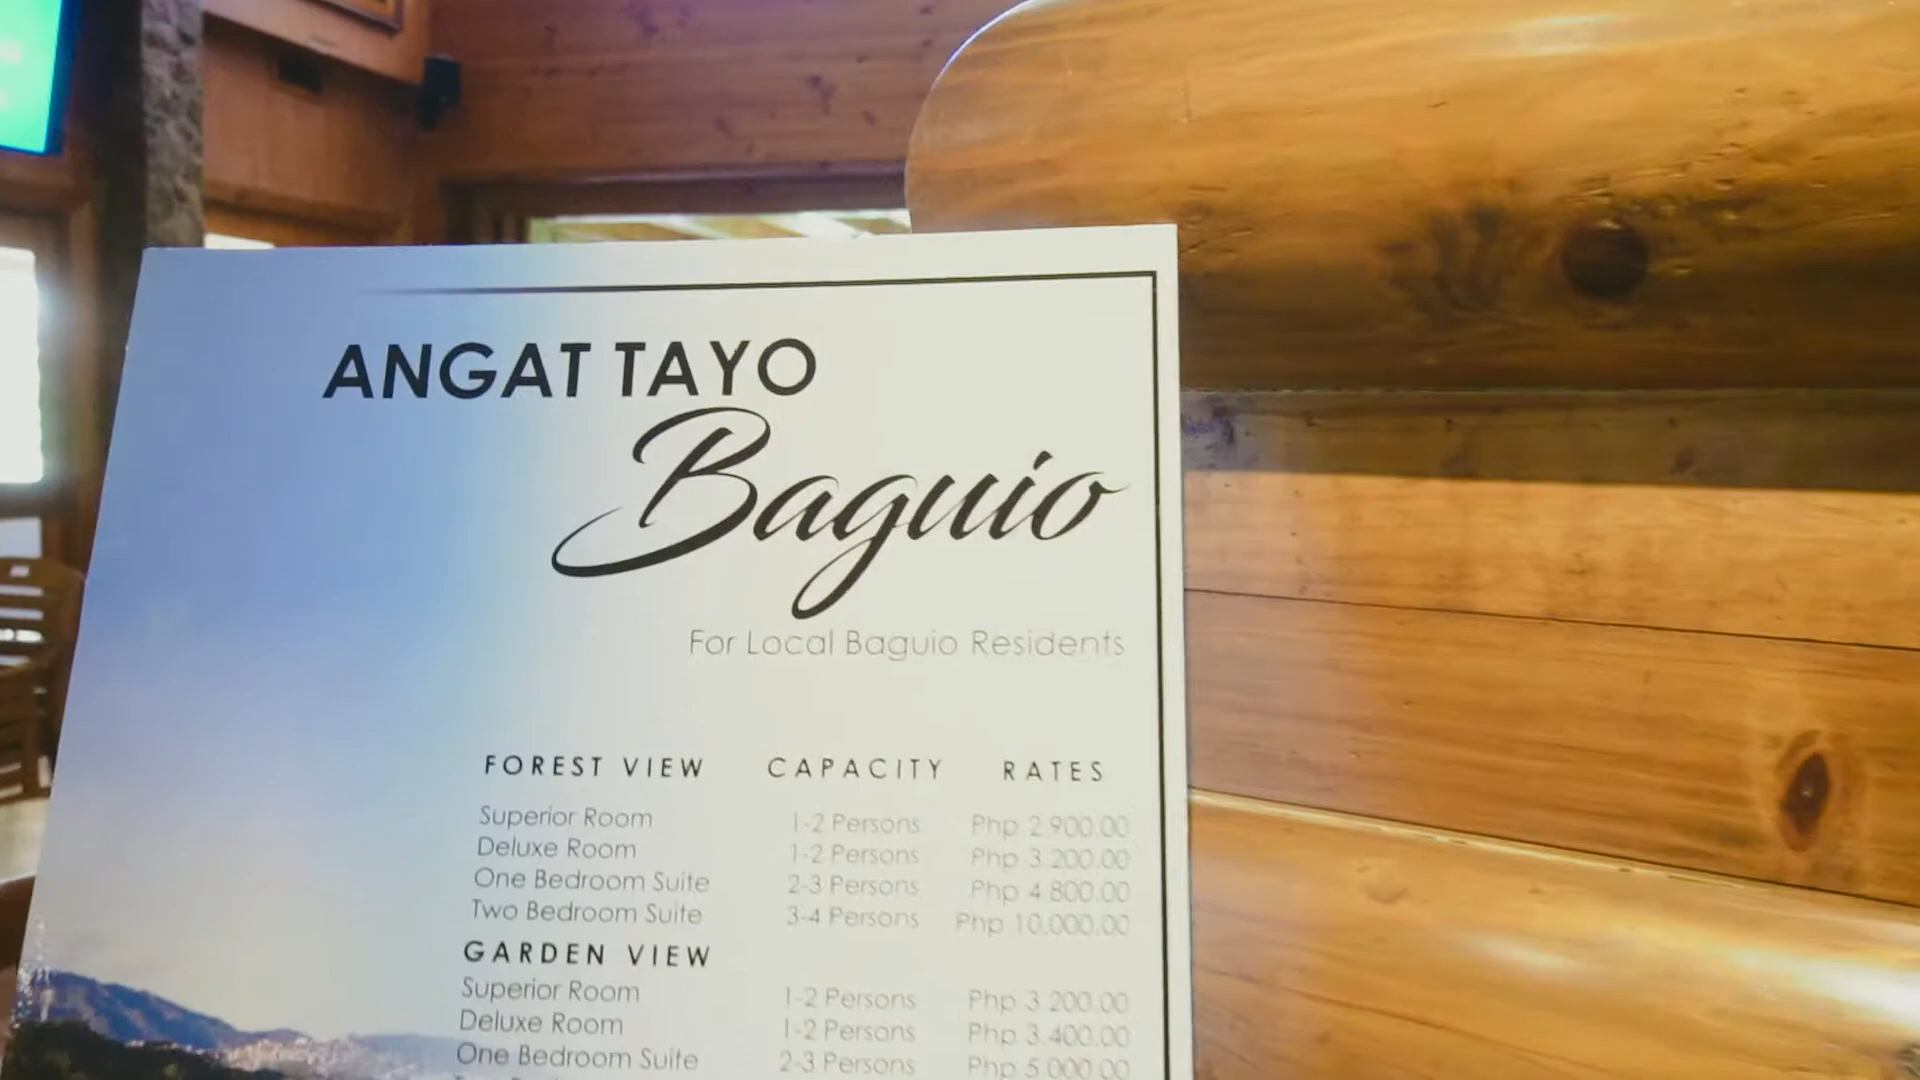 ANGAT TAYO
Baguio
For Local Baguio Residents
FOREST VIEW CAPACITY RATES
Superior Room 1-2 Persons Php 2,900.00
Deluxe Room 1-2 Persons Php 3,200.00
One Bedroom Suite 2-3 Persons Php 4,800.00
Two Bedroom Suite 3-4 Persons Php 10,000.00
GARDEN VIEW
Superior Room 1-2 Persons Php 3,200.00
Deluxe Room 1-2 Persons Php 3,400.00
One Bedroom Suite 2-3 Persons Php 5,000.00